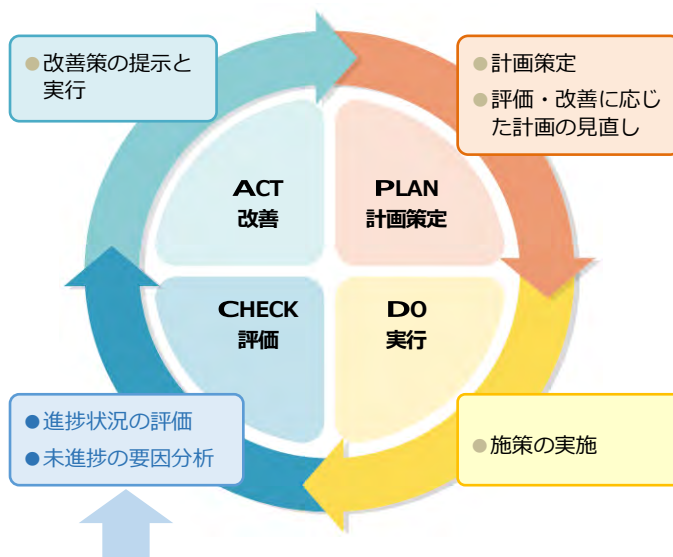 ●改善策の提示と
実行
●計画策定
●評価・改善に応じ
た計画の見直し
ACT
改善
PLAN
計画策定
CHECK
評価
DO
実行
●進捗状況の評価
●未進捗の要因分析
●施策の実施